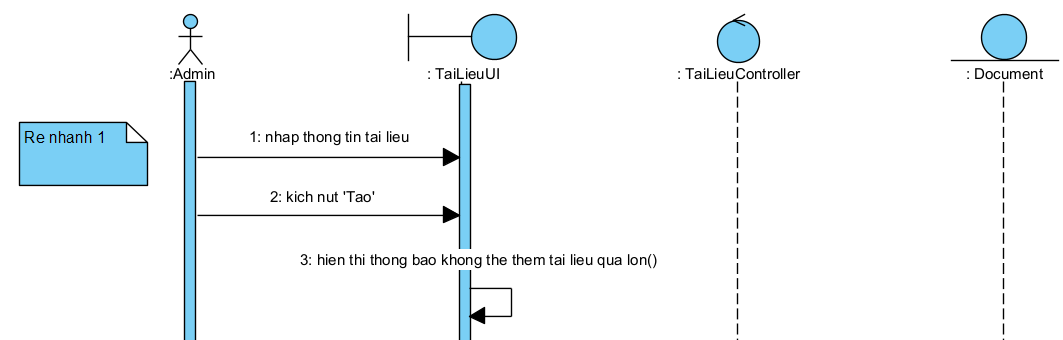 :Admin
: TaiLieuUI
: TaiLieuController
: Document
Re nhanh 1
1: nhap thong tin tai lieu
2: kich nut 'Tao'
3: hien thi thong bao khong the them tai lieu qua lon()